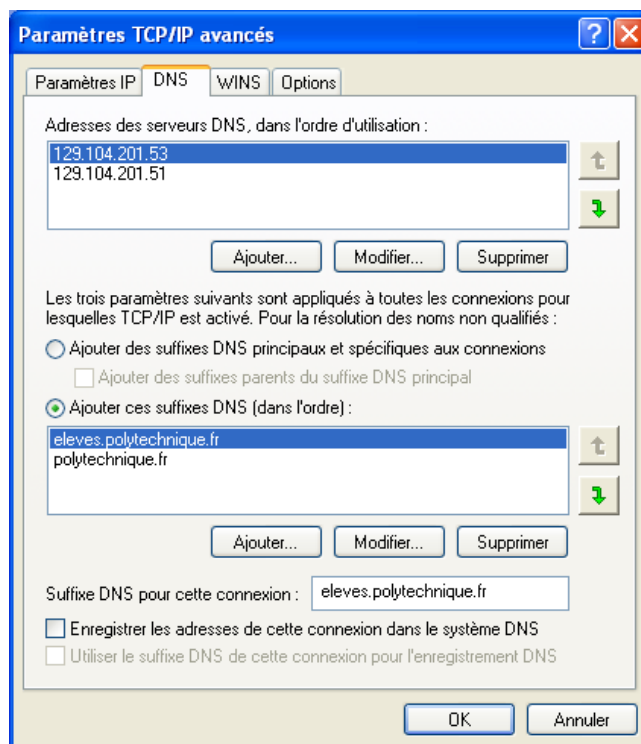 Paramètres TCP/IP avancés
Paramètres IP DNS WINS Options
Adresses des serveurs DNS, dans l'ordre d'utilisation :
129.104.201.53
129.104.201.51
Ajouter... Modifier... Supprimer
Les trois paramètres suivants sont appliqués à toutes les connexions pour
lesquelles TCP/IP est activé. Pour la résolution des noms non qualifiés :
Ajouter des suffixes DNS principaux et spécifiques aux connexions
Ajouter des suffixes parents du suffixe DNS principal
Ajouter ces suffixes DNS (dans l'ordre) :
eleves.polytechnique.fr
polytechnique.fr
Ajouter... Modifier... Supprimer
Suffixe DNS pour cette connexion : eleves.polytechnique.fr
Enregistrer les adresses de cette connexion dans le système DNS
Utiliser le suffixe DNS de cette connexion pour l'enregistrement DNS
OK Annuler